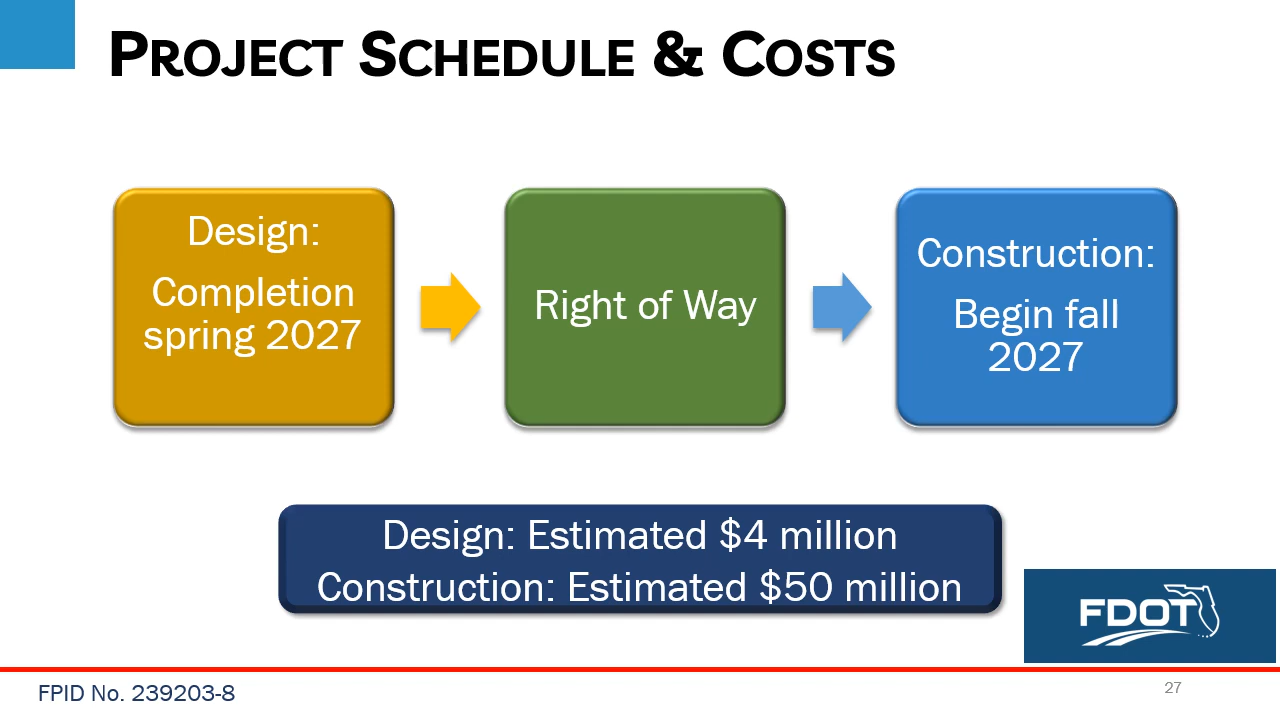 PROJECT SCHEDULE & COSTS
Design:
Completion
spring 2027
Right of Way
Construction:
Begin fall
2027
Design: Estimated $4 million
Construction: Estimated $50 million
FDOT
FPID No. 239203-8
27